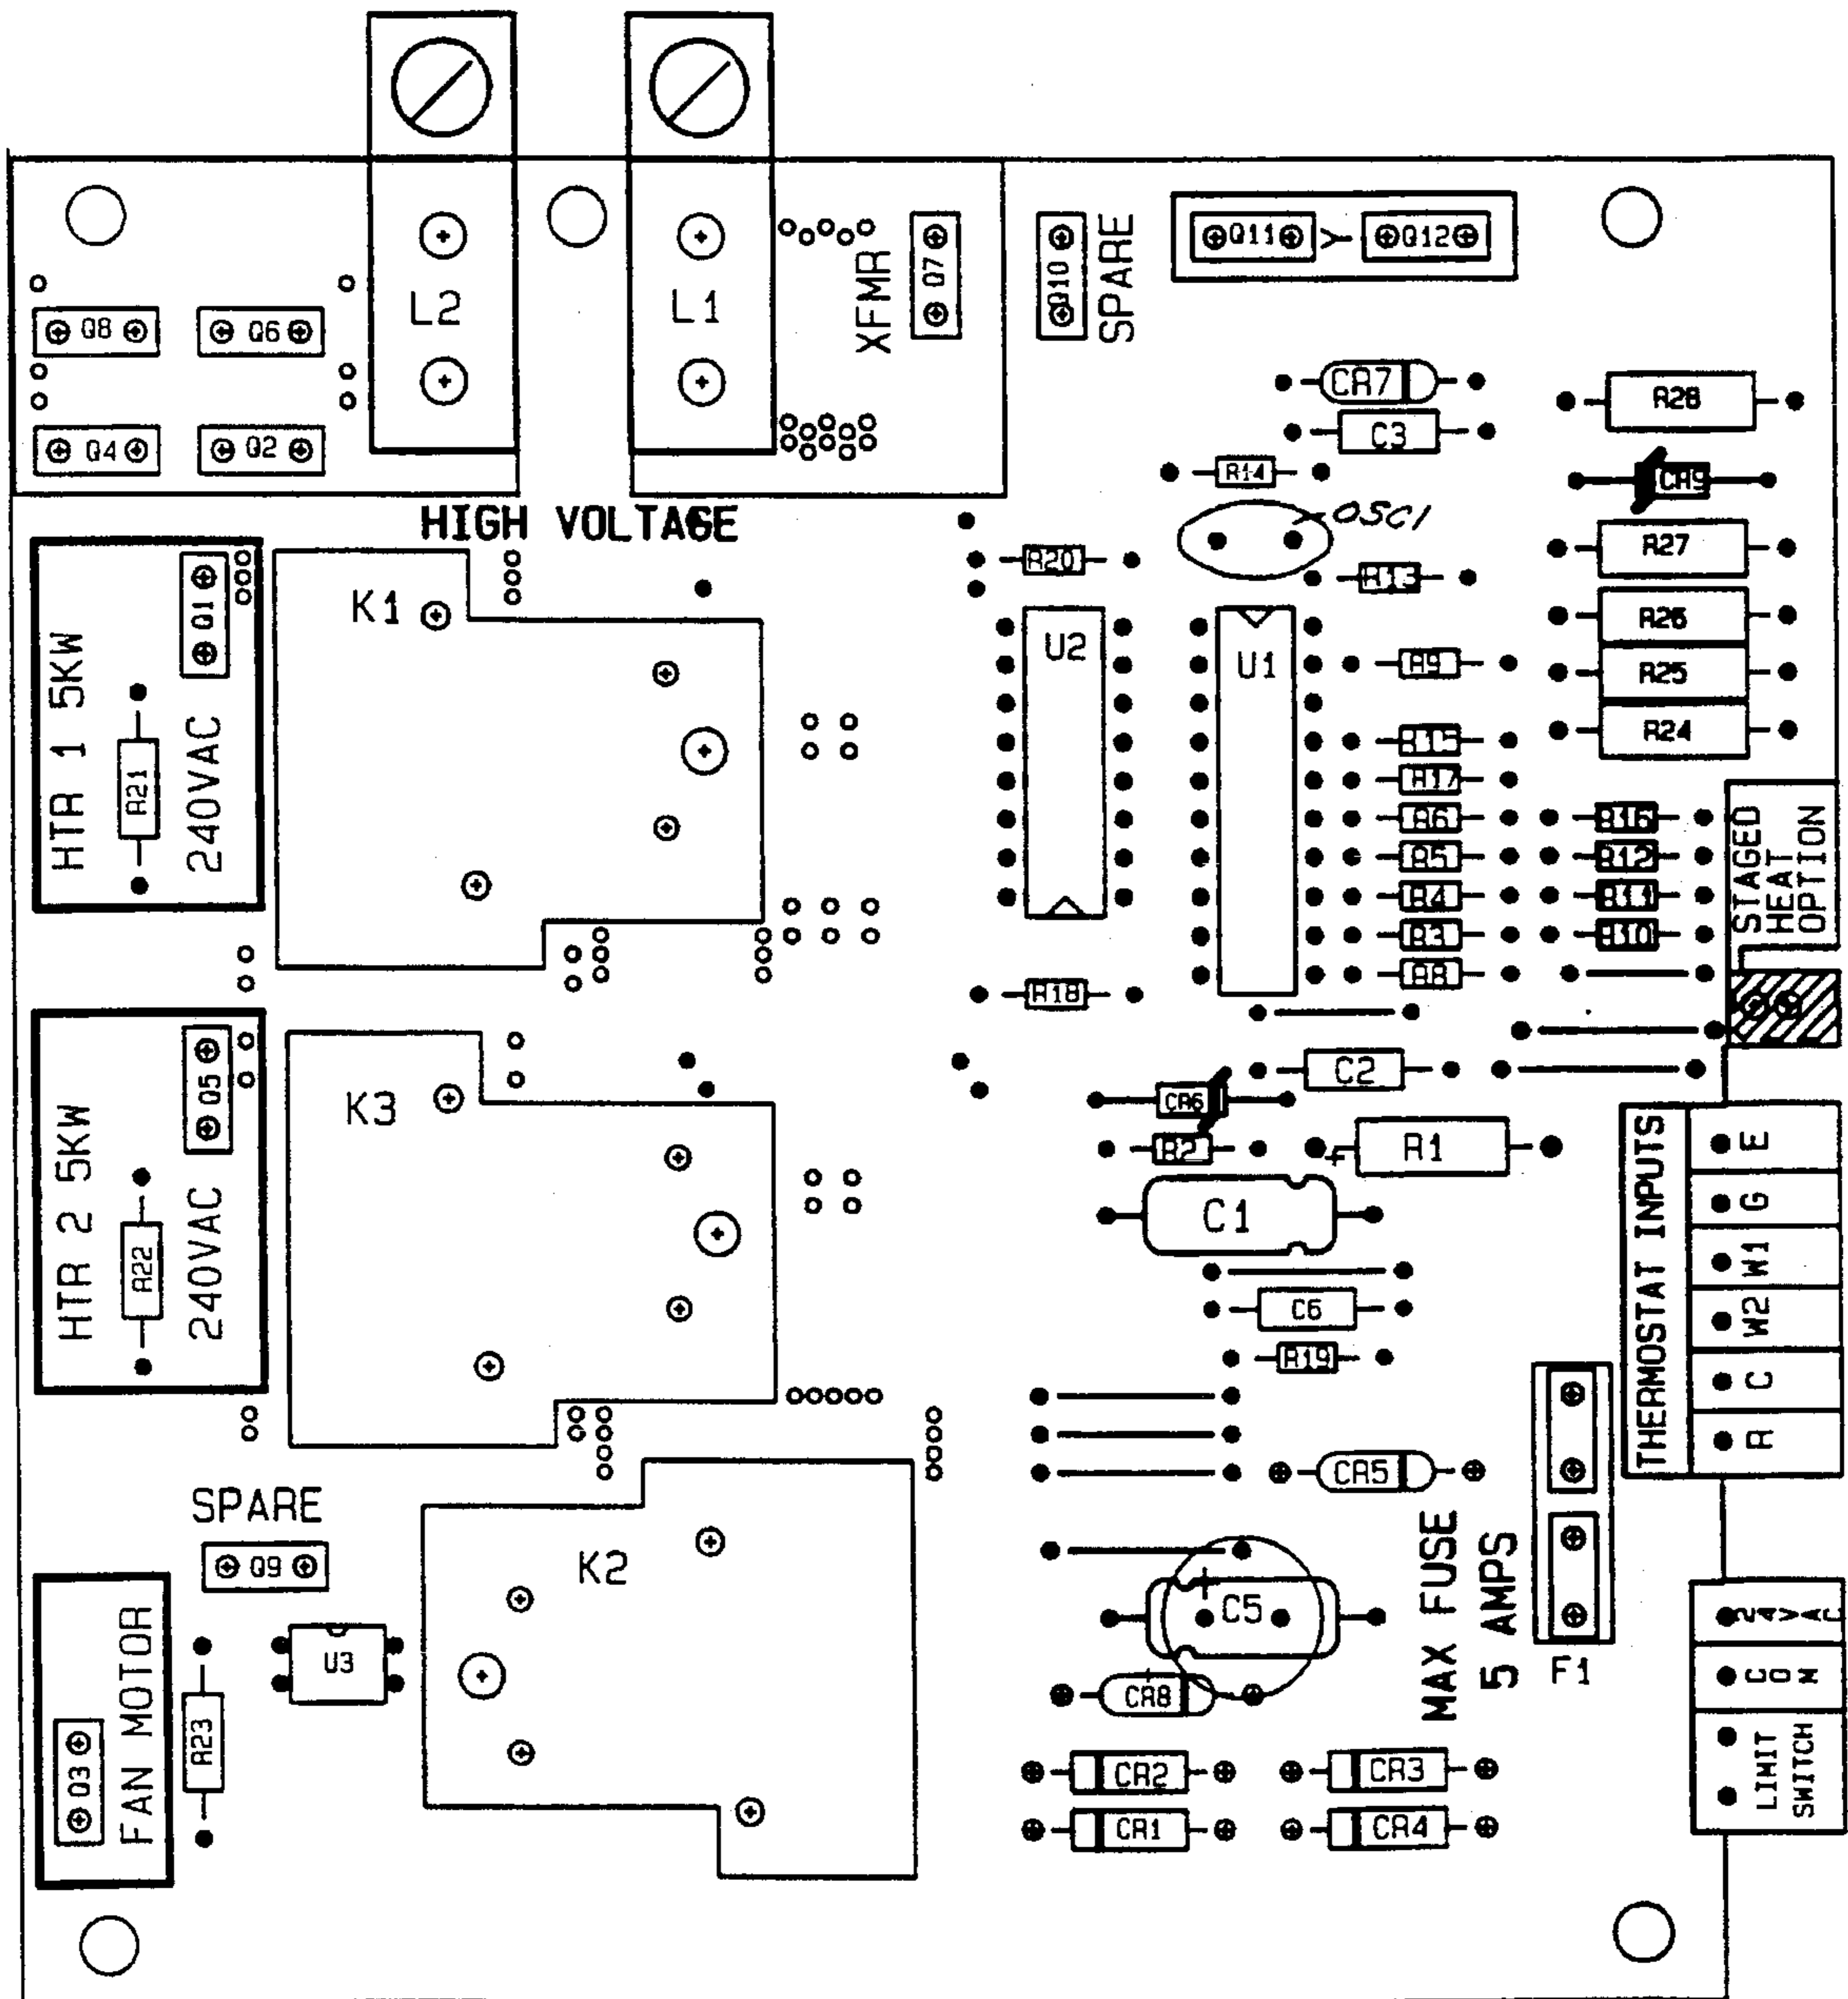 L2
L1
XFMR
Q7
Q10
SPARE
Q11
Y
Q12
Q8
Q6
Q4
Q2
CR7
C3
R28
R14
CR9
OSC1
HIGH VOLTAGE
R20
R13
R27
HTR 1 5KW
240VAC
Q1
R21
K1
U2
U1
R26
R9
R25
R24
R15
R17
R6
R16
R5
R12
R4
R11
R3
R10
R8
STAGED
HEAT
OPTION
R18
HTR 2 5KW
240VAC
Q5
R22
K3
C2
CR6
R2
R1
C1
C6
R19
THERMOSTAT INPUTS
E
G
W1
W2
C
R
CR5
SPARE
Q9
K2
U3
FAN MOTOR
Q3
R23
+
C5
CR8
MAX FUSE
5 AMPS
F1
24VAC
COM
LIMIT
SWITCH
CR2
CR3
CR1
CR4